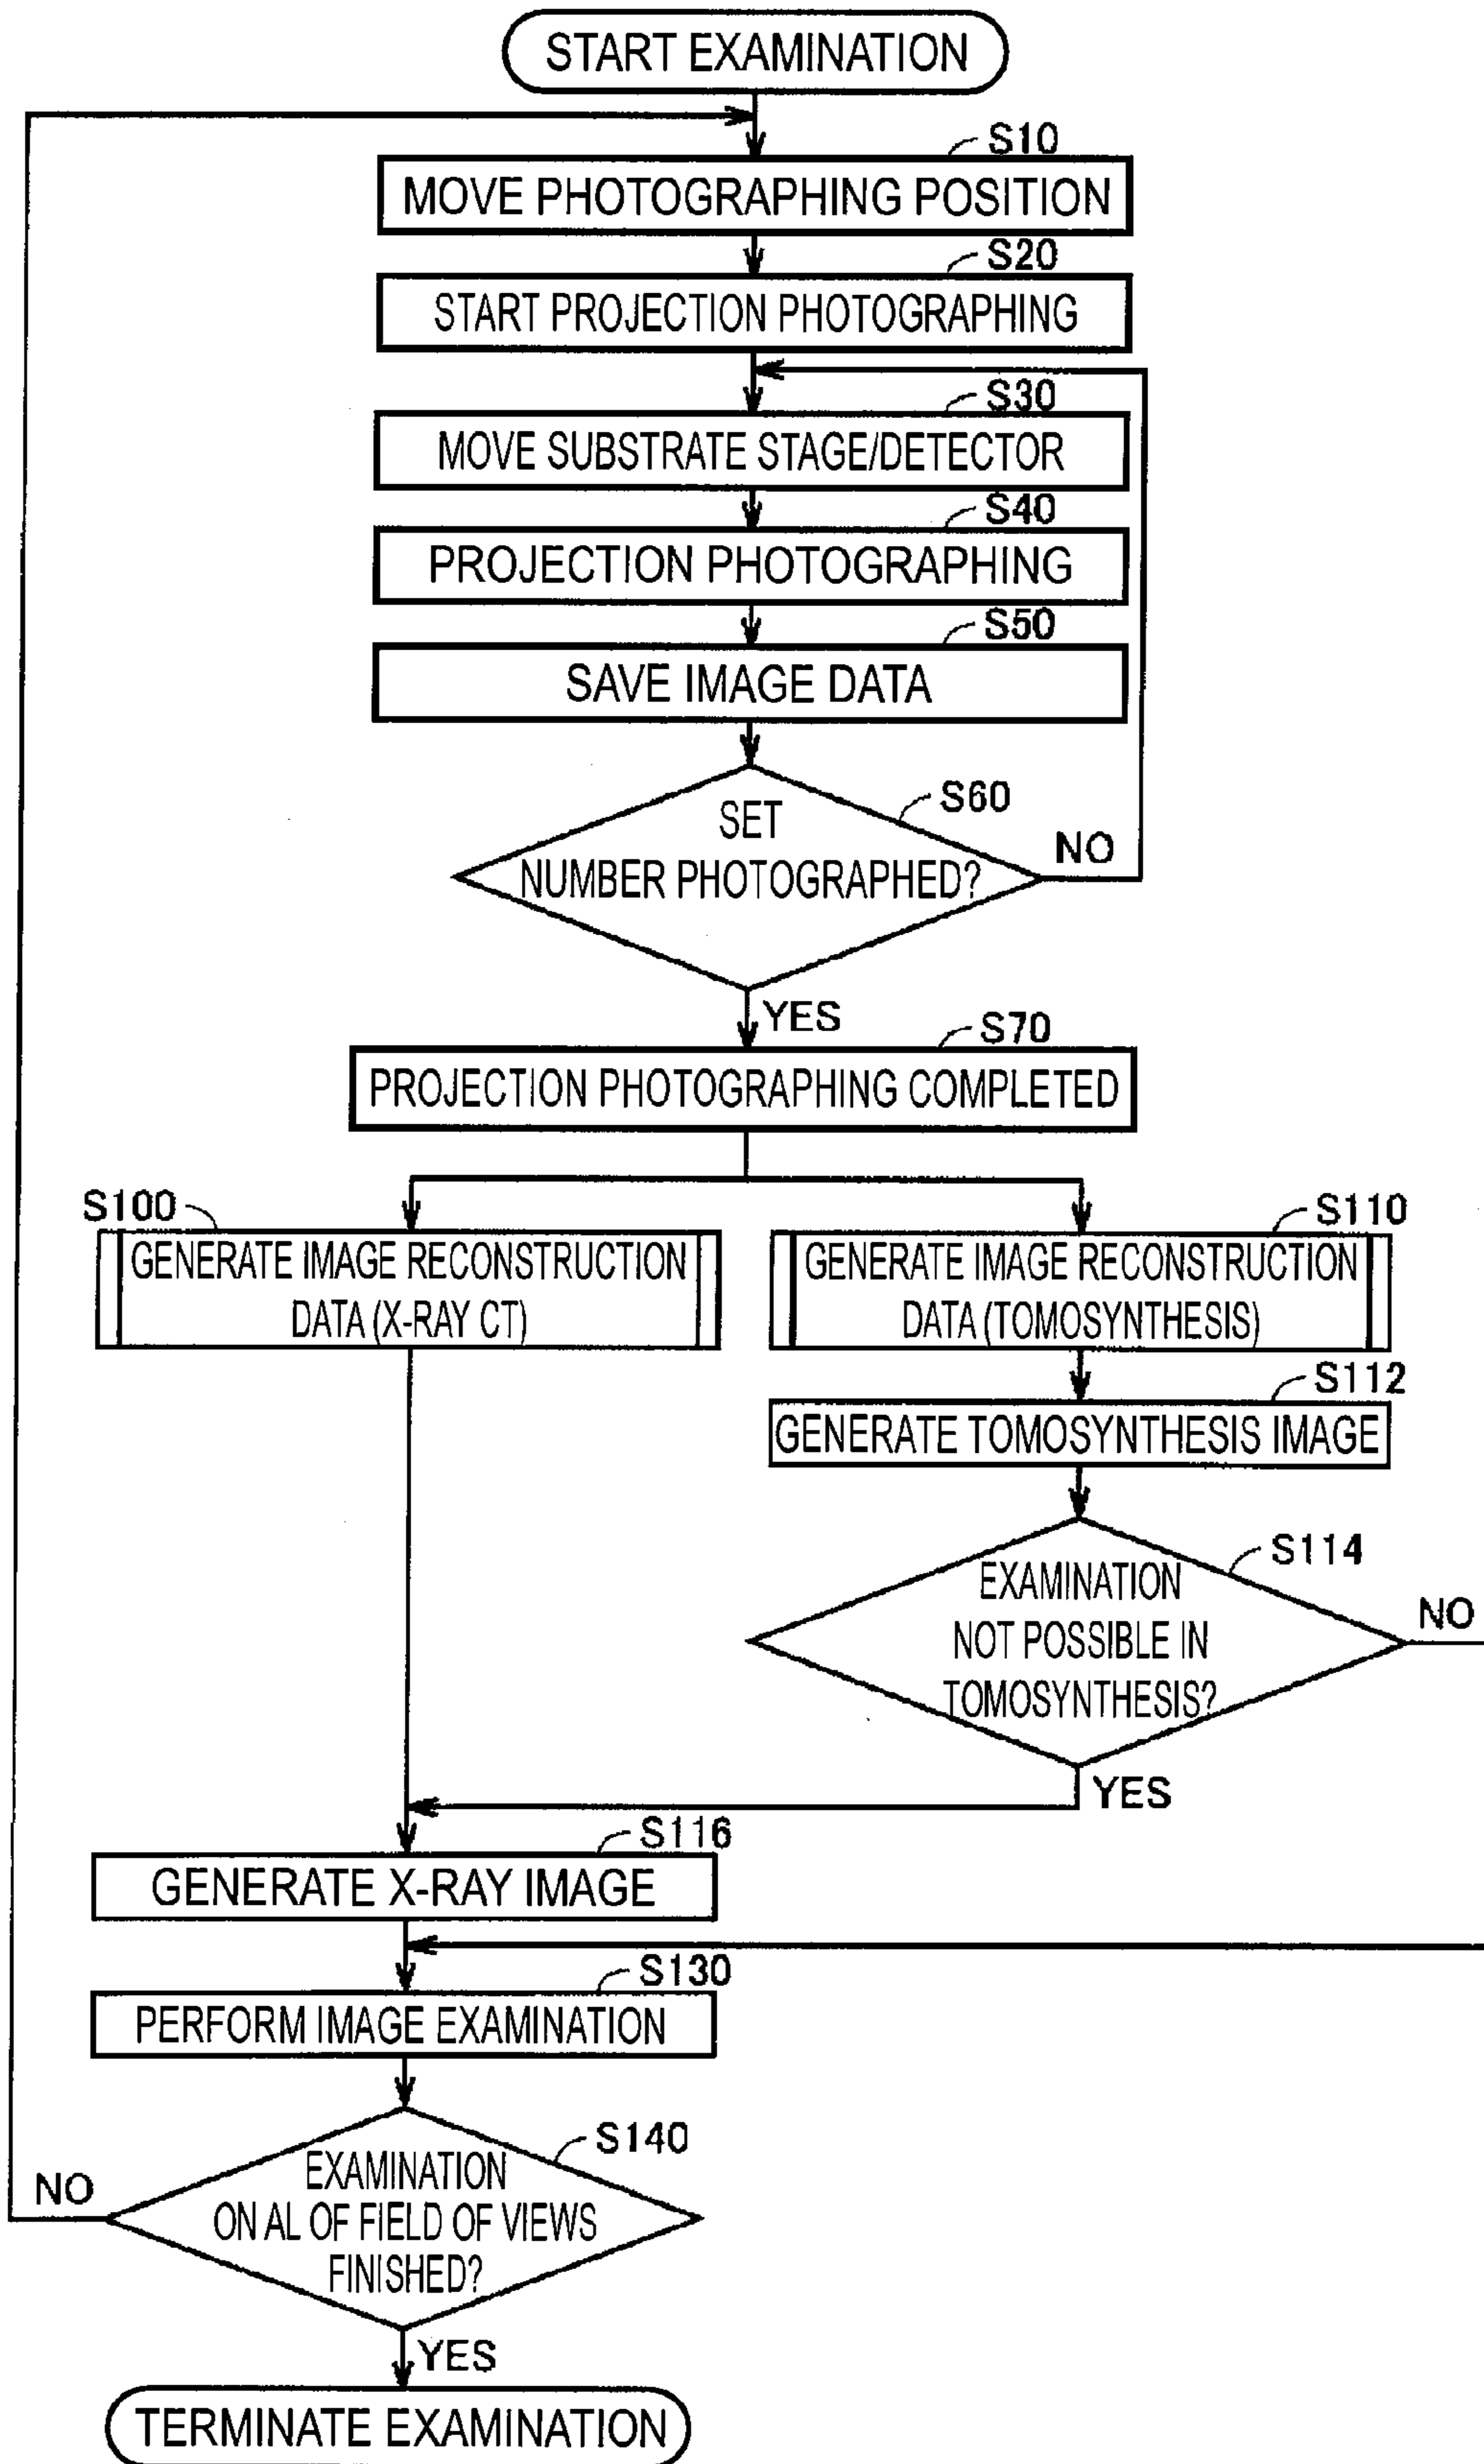 START EXAMINATION
S10
MOVE PHOTOGRAPHING POSITION
S20
START PROJECTION PHOTOGRAPHING
S30
MOVE SUBSTRATE STAGE/DETECTOR
S40
PROJECTION PHOTOGRAPHING
S50
SAVE IMAGE DATA
S60
SET
NUMBER PHOTOGRAPHED?
NO
YES
S70
PROJECTION PHOTOGRAPHING COMPLETED
S100
GENERATE IMAGE RECONSTRUCTION
DATA (X-RAY CT)
S110
GENERATE IMAGE RECONSTRUCTION
DATA (TOMOSYNTHESIS)
S112
GENERATE TOMOSYNTHESIS IMAGE
S114
EXAMINATION
NOT POSSIBLE IN
TOMOSYNTHESIS?
NO
YES
S116
GENERATE X-RAY IMAGE
S130
PERFORM IMAGE EXAMINATION
S140
EXAMINATION
ON AL OF FIELD OF VIEWS
FINISHED?
NO
YES
TERMINATE EXAMINATION